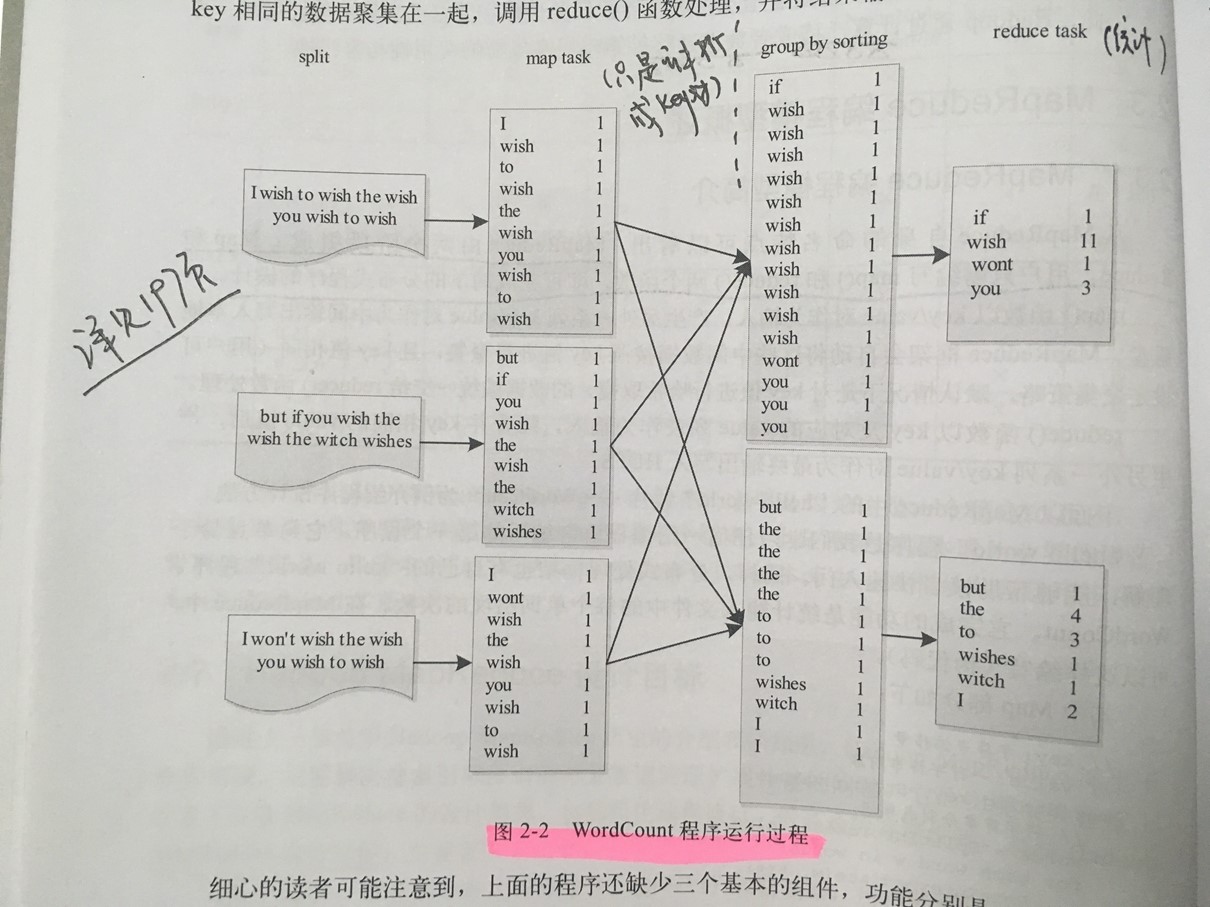 key 相同的数据聚集在一起，调用 reduce() 函数处理，并将结果
split
map task
(只是计析
成key对)
group by sorting
reduce task
(统计)
I wish to wish the wish
you wish to wish
but if you wish the
wish the witch wishes
I won't wish the wish
you wish to wish
详见197页
I 1
wish 1
to 1
wish 1
the 1
wish 1
you 1
wish 1
to 1
wish 1
but 1
if 1
you 1
wish 1
the 1
wish 1
the 1
witch 1
wishes 1
I 1
wont 1
wish 1
the 1
wish 1
you 1
wish 1
to 1
wish 1
if 1
wish 1
wish 1
wish 1
wish 1
wish 1
wish 1
wish 1
wish 1
wish 1
wish 1
wish 1
wont 1
you 1
you 1
you 1
but 1
the 1
the 1
the 1
the 1
to 1
to 1
to 1
wishes 1
witch 1
I 1
I 1
if 1
wish 11
wont 1
you 3
but 1
the 4
to 3
wishes 1
witch 1
I 2
图 2-2 WordCount 程序运行过程
细心的读者可能注意到，上面的程序还缺少三个基本的组件，功能分别是